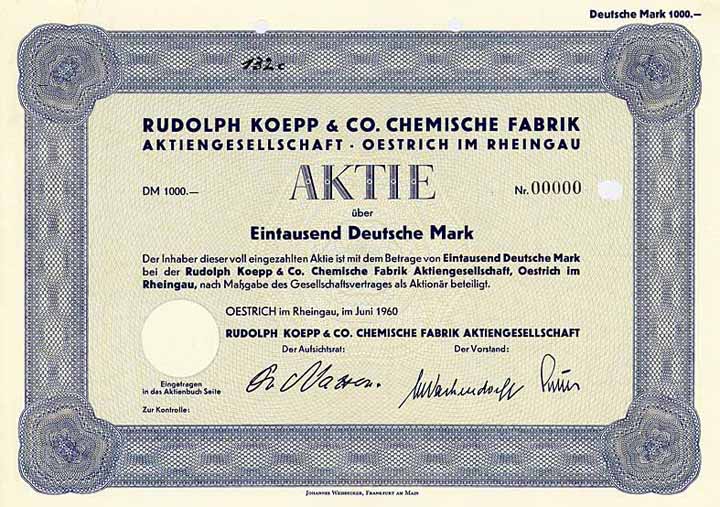 Deutsche Mark 1000.—
132c
RUDOLPH KOEPP & CO. CHEMISCHE FABRIK
AKTIENGESELLSCHAFT · OESTRICH IM RHEINGAU
DM 1000.— AKTIE Nr. 00000
über
Eintausend Deutsche Mark
Der Inhaber dieser voll eingezahlten Aktie ist mit dem Betrage von Eintausend Deutsche Mark
bei der Rudolph Koepp & Co. Chemische Fabrik Aktiengesellschaft, Oestrich im
Rheingau, nach Maßgabe des Gesellschaftsvertrages als Aktionär beteiligt.
OESTRICH im Rheingau, im Juni 1960
RUDOLPH KOEPP & CO. CHEMISCHE FABRIK AKTIENGESELLSCHAFT
Der Aufsichtsrat: Der Vorstand:
Eingetragen
in das Aktienbuch Seite
Zur Kontrolle:
Johannes Weisbecker, Frankfurt am Main